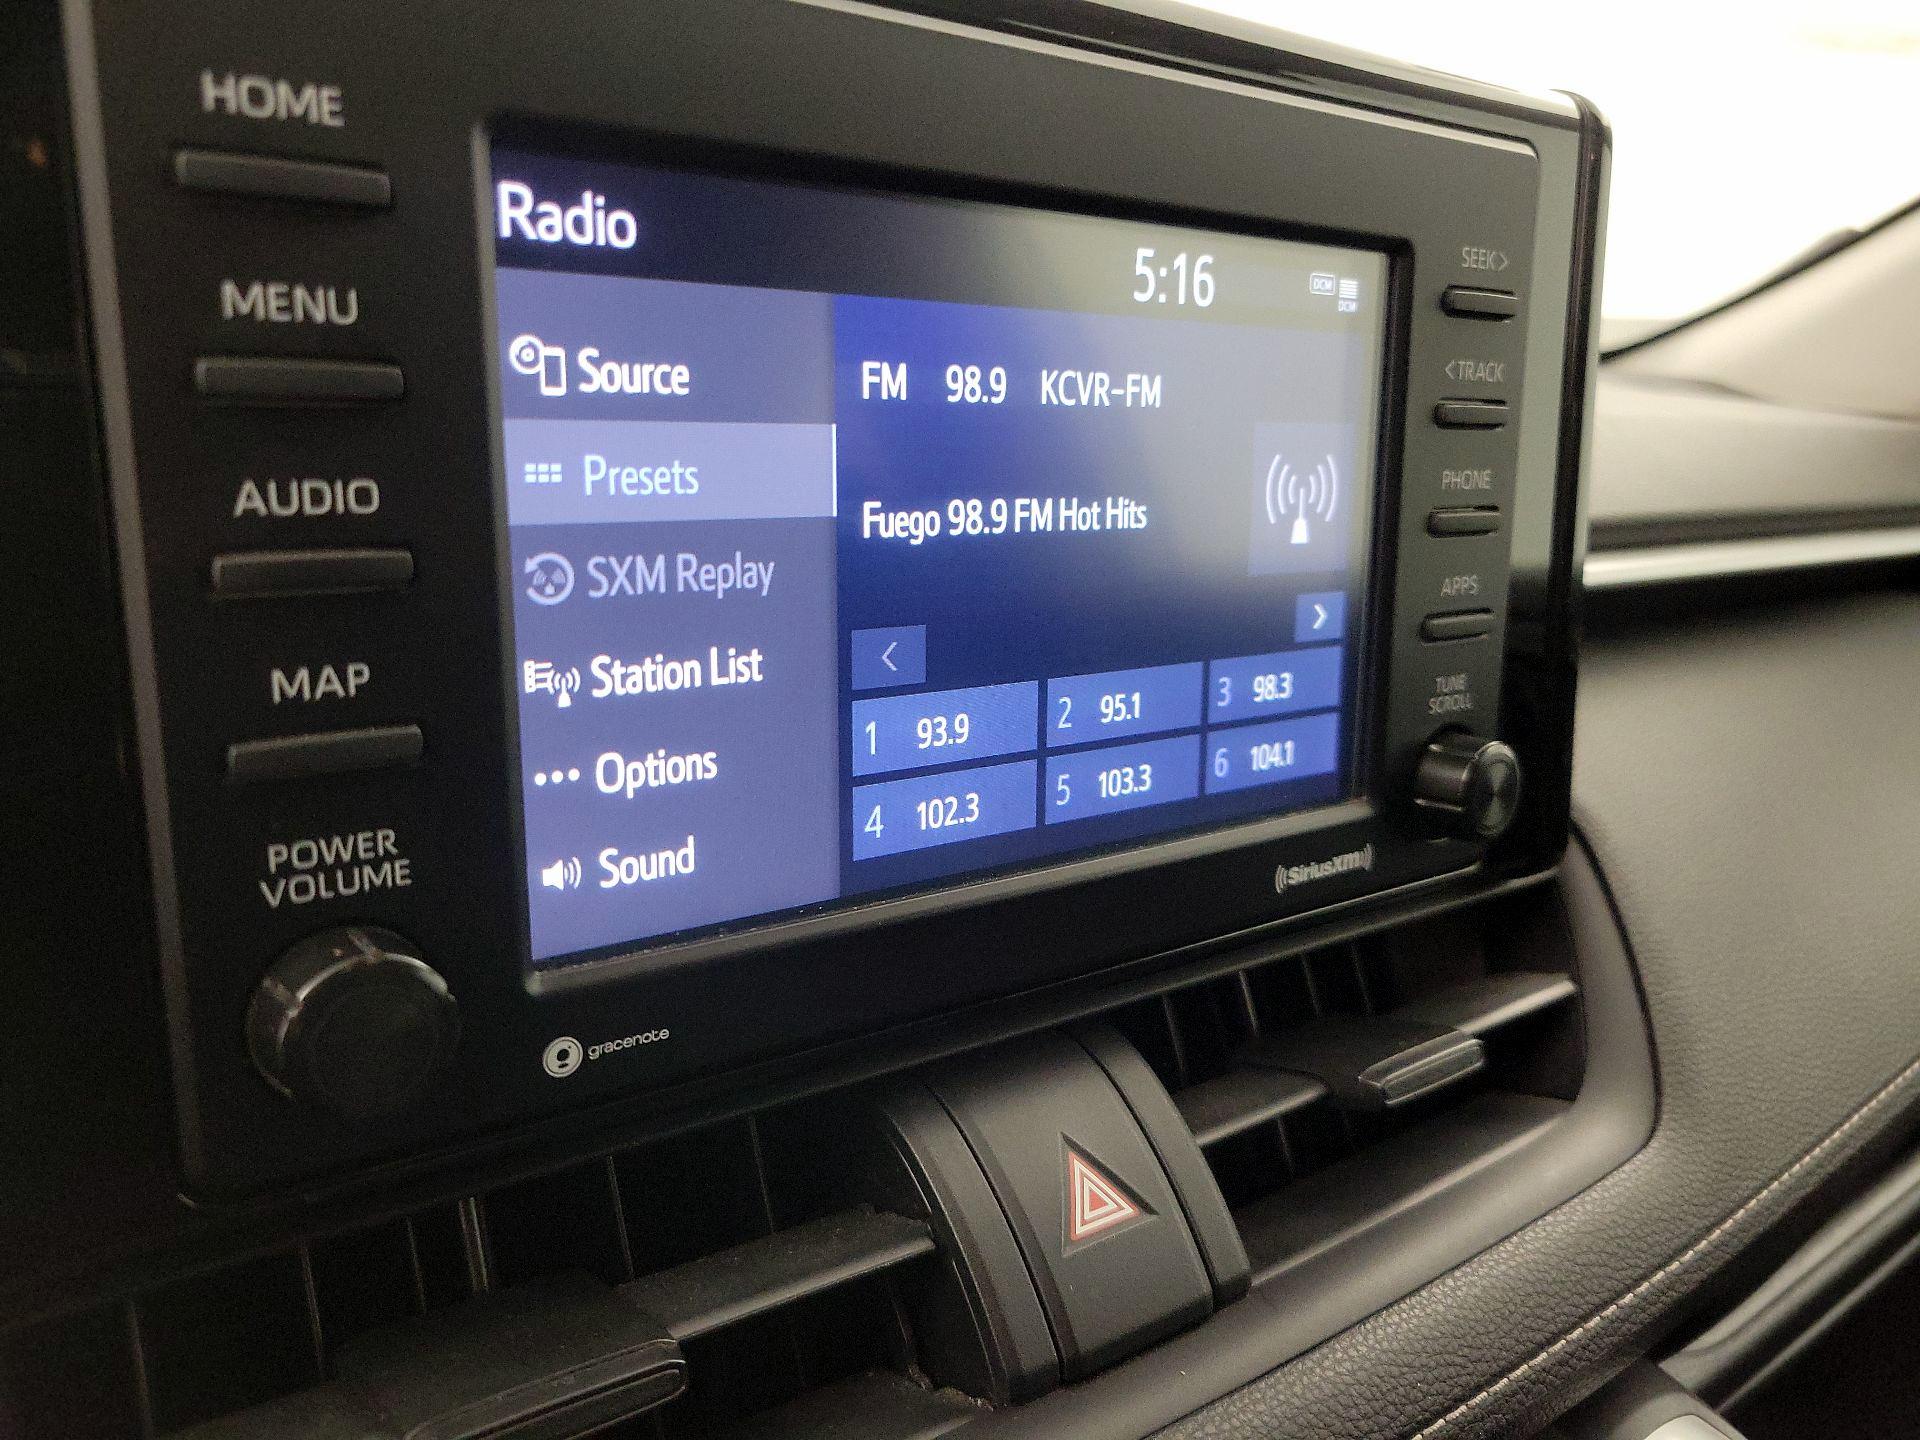 HOME
MENU
AUDIO
MAP
POWER
VOLUME
Radio
5:16
DCM
DCM
Source
Presets
SXM Replay
Station List
Options
Sound
FM 98.9 KCVR-FM
Fuego 98.9 FM Hot Hits
<
>
1 93.9
2 95.1
3 98.3
4 102.3
5 103.3
6 104.1
SEEK>
<TRACK
PHONE
APPS
TUNE
SCROLL
((SiriusXM))
gracenote